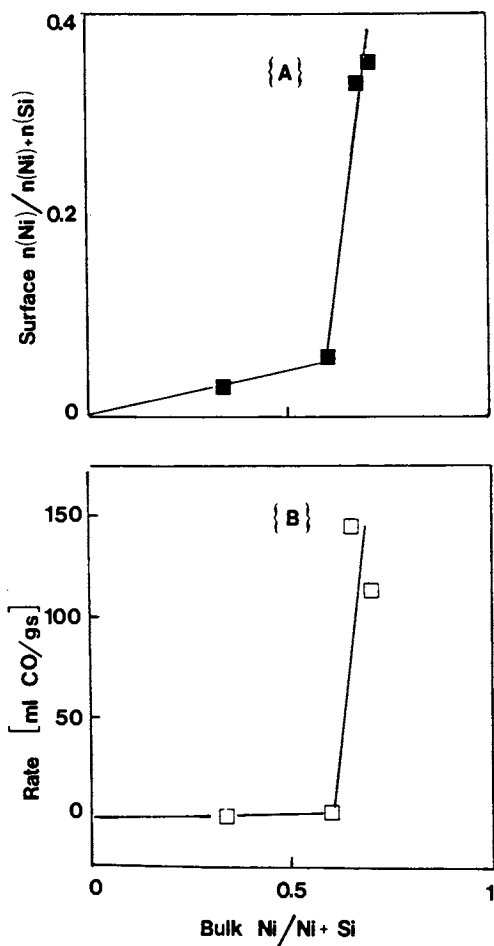 0.4
{A}
0.2
0
Surface n(Ni)/n(Ni)+n(Si)
150
{B}
100
50
0
Rate [ml CO/gs]
0
0.5
1
Bulk Ni/Ni+ Si